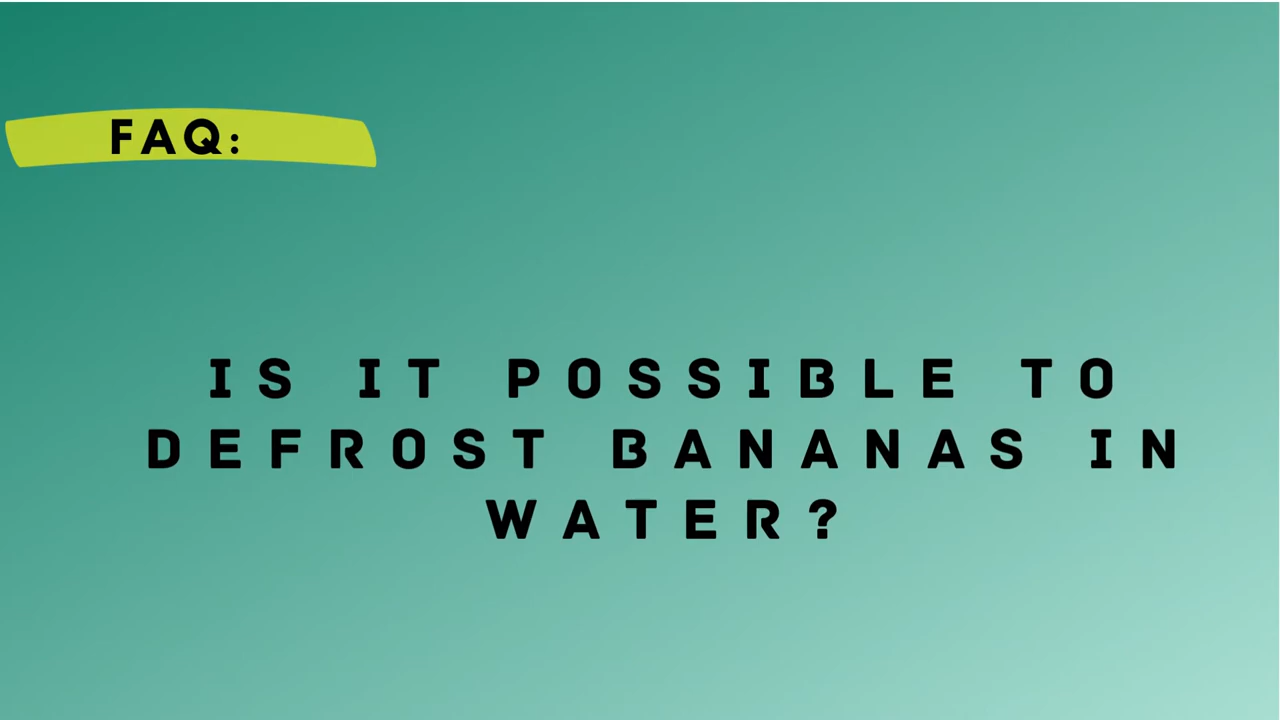 FAQ:
IS IT POSSIBLE TO
DEFROST BANANAS IN
WATER?